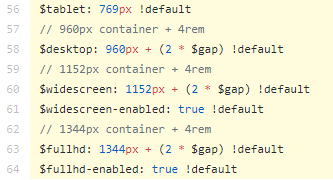 56 $tablet: 769px !default
57 // 960px container + 4rem
58 $desktop: 960px + (2 * $gap) !default
59 // 1152px container + 4rem
60 $widescreen: 1152px + (2 * $gap) !default
61 $widescreen-enabled: true !default
62 // 1344px container + 4rem
63 $fullhd: 1344px + (2 * $gap) !default
64 $fullhd-enabled: true !default